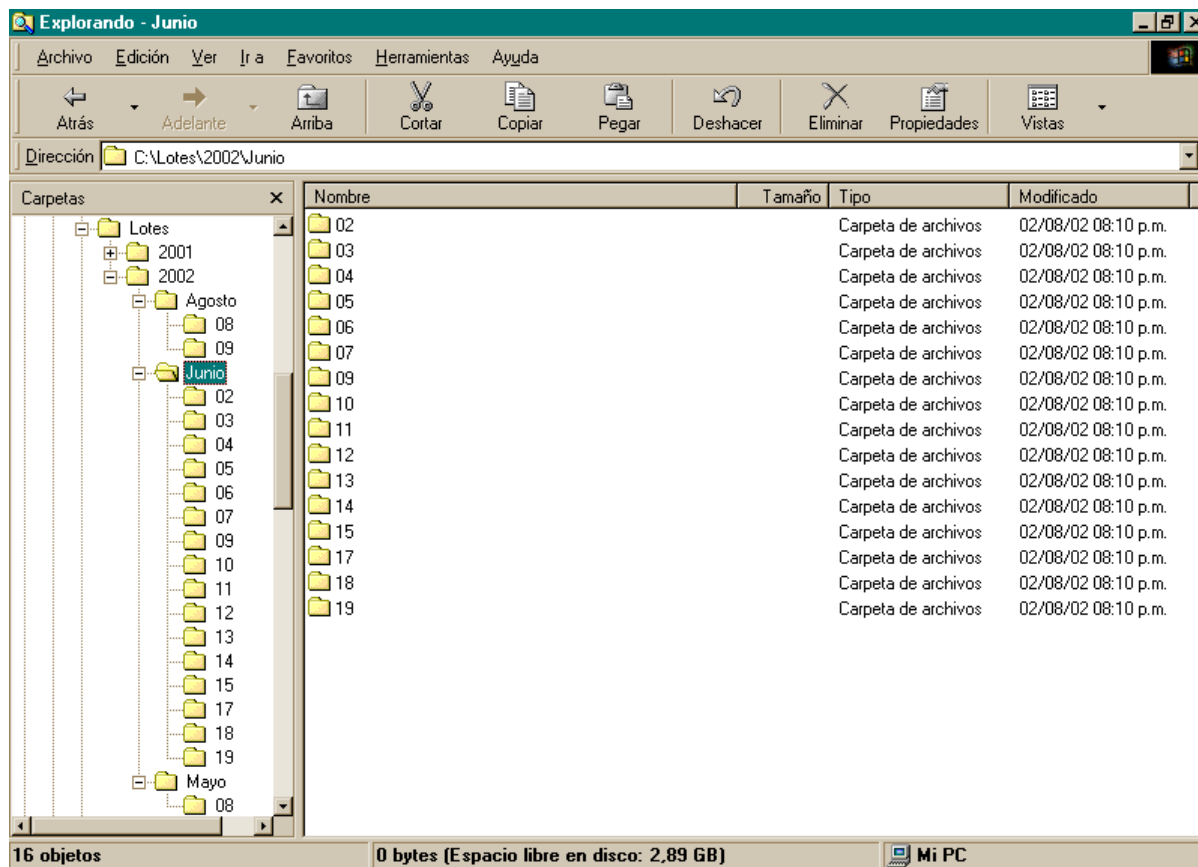 Explorando - Junio
Archivo Edición Ver Ir a Favoritos Herramientas Ayuda
Atrás Adelante Arriba Cortar Copiar Pegar Deshacer Eliminar Propiedades Vistas
Dirección C:\Lotes\2002\Junio
Carpetas
Lotes
2001
2002
Agosto
08
09
Junio
02
03
04
05
06
07
09
10
11
12
13
14
15
17
18
19
Mayo
08
Nombre Tamaño Tipo Modificado
02 Carpeta de archivos 02/08/02 08:10 p.m.
03 Carpeta de archivos 02/08/02 08:10 p.m.
04 Carpeta de archivos 02/08/02 08:10 p.m.
05 Carpeta de archivos 02/08/02 08:10 p.m.
06 Carpeta de archivos 02/08/02 08:10 p.m.
07 Carpeta de archivos 02/08/02 08:10 p.m.
09 Carpeta de archivos 02/08/02 08:10 p.m.
10 Carpeta de archivos 02/08/02 08:10 p.m.
11 Carpeta de archivos 02/08/02 08:10 p.m.
12 Carpeta de archivos 02/08/02 08:10 p.m.
13 Carpeta de archivos 02/08/02 08:10 p.m.
14 Carpeta de archivos 02/08/02 08:10 p.m.
15 Carpeta de archivos 02/08/02 08:10 p.m.
17 Carpeta de archivos 02/08/02 08:10 p.m.
18 Carpeta de archivos 02/08/02 08:10 p.m.
19 Carpeta de archivos 02/08/02 08:10 p.m.
16 objetos 0 bytes (Espacio libre en disco: 2,89 GB) Mi PC